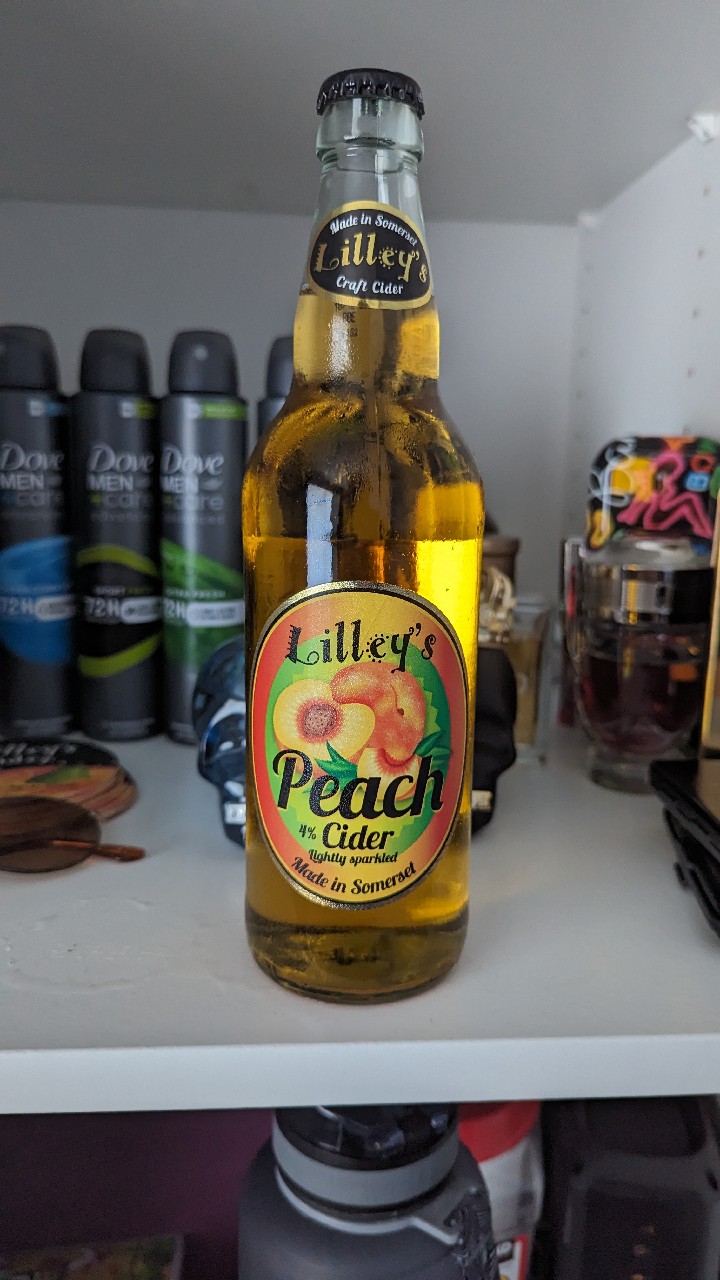 Made in Somerset
Lilley's
Craft Cider
Dove
MEN
+care
72H
Dove
MEN
+care
72H
Dove
MEN
+care
72H
Lilley's
Peach
4% Cider
Lightly sparkled
Made in Somerset